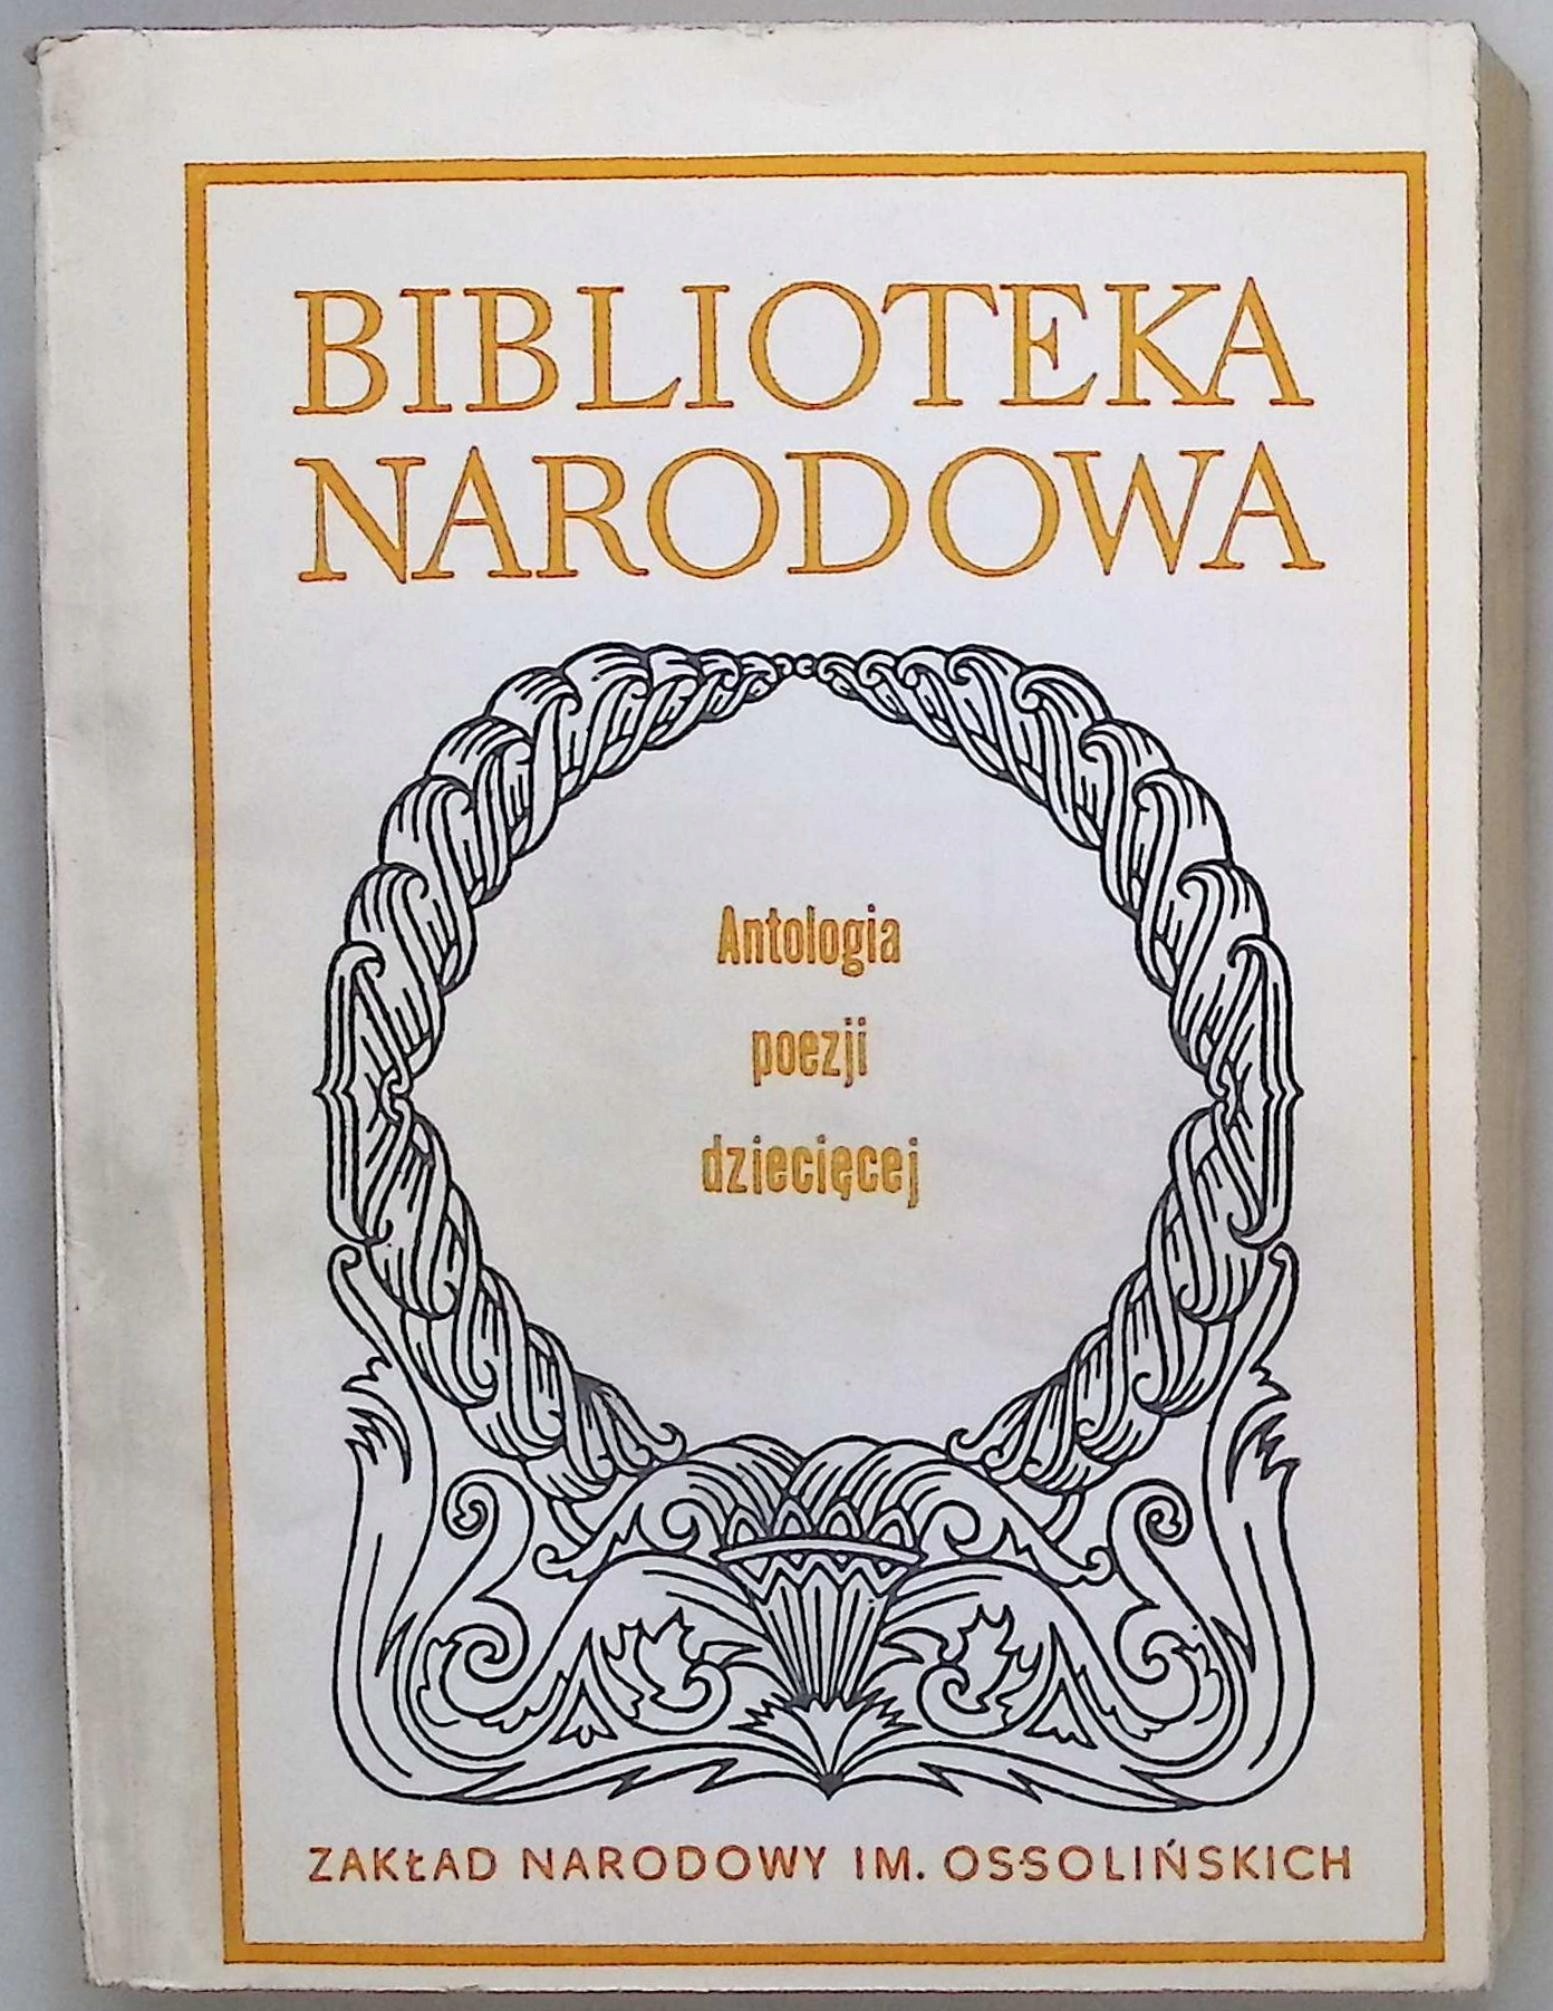 BIBLIOTEKA
NARODOWA
Antologia
poezji
dziecięcej
ZAKŁAD NARODOWY IM. OSSOLIŃSKICH